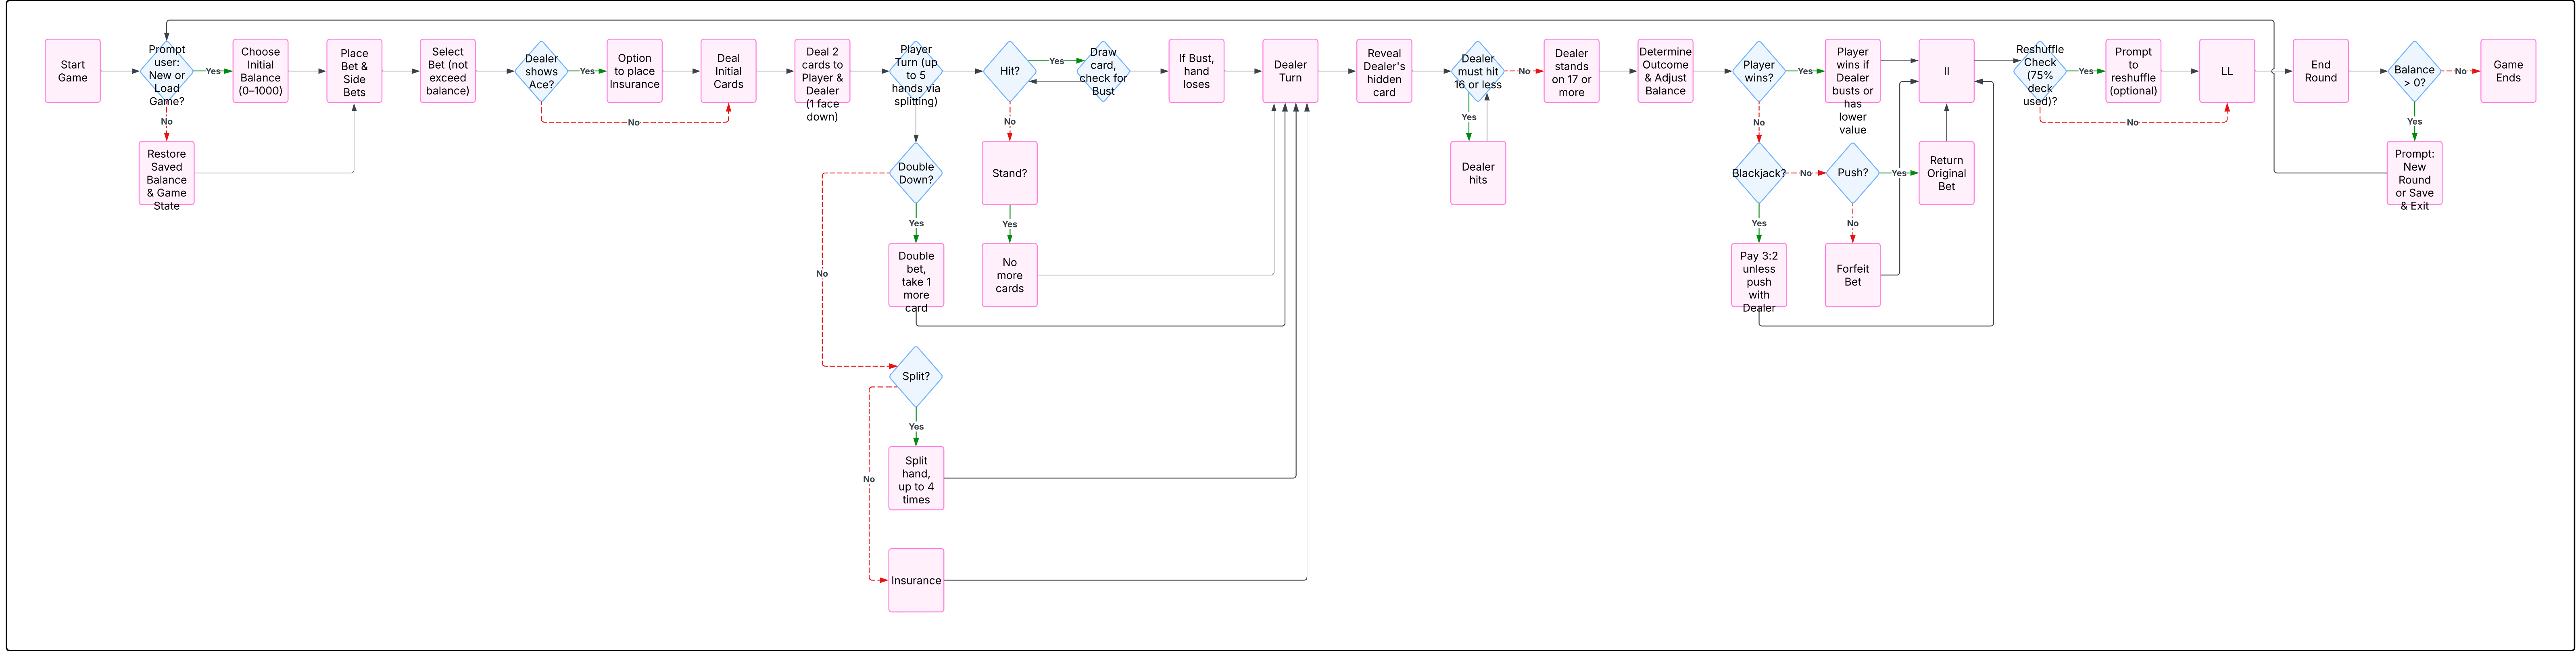 Start
Game
Prompt
user:
New or
Load
Game?
Yes
No
Choose
Initial
Balance
(0–1000)
Restore
Saved
Balance
& Game
State
Place
Bet &
Side
Bets
Select
Bet (not
exceed
balance)
Dealer
shows
Ace?
Yes
No
Option
to place
Insurance
Deal
Initial
Cards
Deal 2
cards to
Player &
Dealer
(1 face
down)
Player
Turn (up
to 5
hands via
splitting)
Double
Down?
Yes
No
Double
bet,
take 1
more
card
Split?
Yes
No
Split
hand,
up to 4
times
Insurance
Hit?
Yes
No
Draw
card,
check for
Bust
Stand?
Yes
No
more
cards
If Bust,
hand
loses
Dealer
Turn
Reveal
Dealer's
hidden
card
Dealer
must hit
16 or less
No
Yes
Dealer
hits
Dealer
stands
on 17 or
more
Determine
Outcome
& Adjust
Balance
Player
wins?
Yes
No
Player
wins if
Dealer
busts or
has
lower
value
Blackjack?
No
Yes
Pay 3:2
unless
push
with
Dealer
Push?
Yes
No
Forfeit
Bet
Return
Original
Bet
II
Reshuffle
Check
(75%
deck
used)?
Yes
No
Prompt
to
reshuffle
(optional)
LL
End
Round
Balance
> 0?
No
Yes
Game
Ends
Prompt:
New
Round
or Save
& Exit